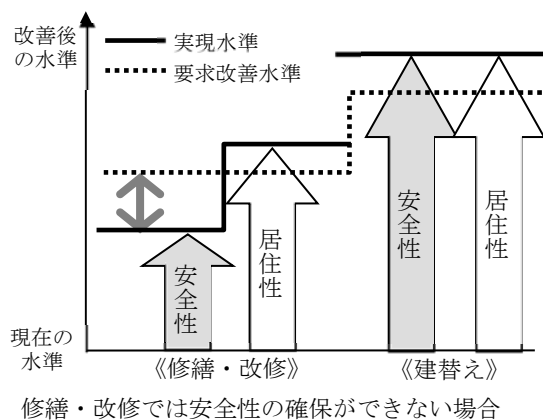 改善後
の水準
実現水準
要求改善水準
安全性
居住性
安全性
居住性
現在の
水準
《修繕・改修》
《建替え》
修繕・改修では安全性の確保ができない場合